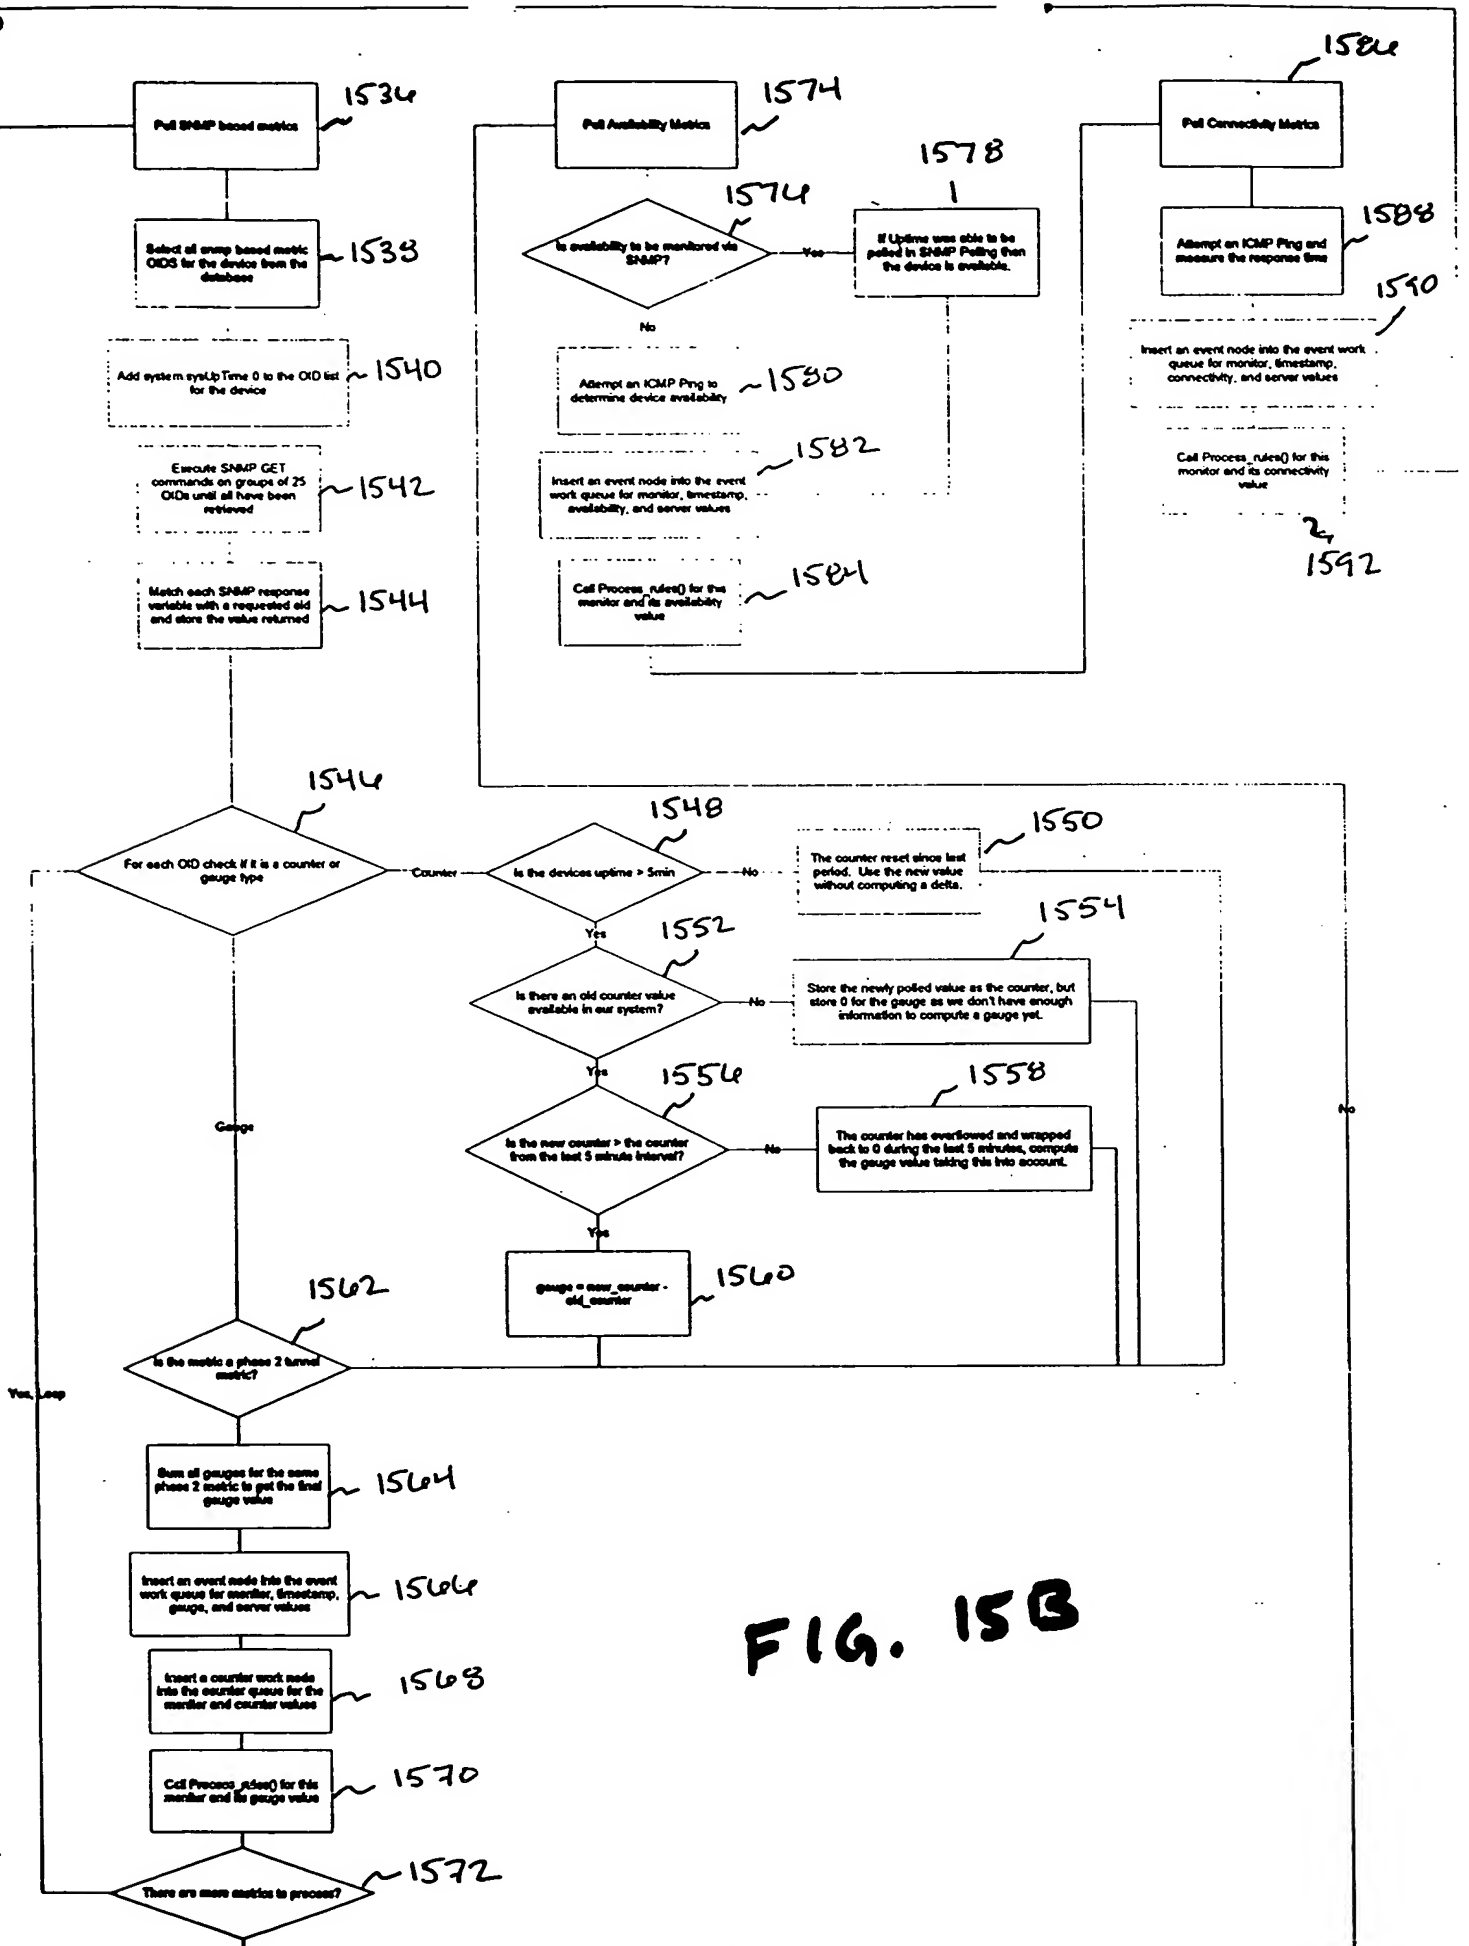 Poll SNMP based metrics
1536
Select all snmp based metric
OIDS for the device from the
database
1538
Add system sysUpTime 0 to the OID list
for the device
1540
Execute SNMP GET
commands on groups of 25
OIDs until all have been
retrieved
1542
Match each SNMP response
variable with a requested oid
and store the value returned
1544
For each OID check if it is a counter or
gauge type
1546
Counter
Gauge
Poll Availability Metrics
1574
Is availability to be monitored via
SNMP?
1576
Yes
No
If Uptime was able to be
polled in SNMP Polling then
the device is available.
1578
Attempt an ICMP Ping to
determine device availability
1580
Insert an event node into the event
work queue for monitor, timestamp,
availability, and server values
1582
Call Process_rules() for this
monitor and its availability
value
1584
Poll Connectivity Metrics
1586
Attempt an ICMP Ping and
measure the response time
1588
Insert an event node into the event work
queue for monitor, timestamp,
connectivity, and server values
1590
Call Process_rules() for this
monitor and its connectivity
value
1592
Is the devices uptime > 5min
1548
No
Yes
The counter reset since last
period. Use the new value
without computing a delta.
1550
Is there an old counter value
available in our system?
1552
No
Yes
Store the newly polled value as the counter, but
store 0 for the gauge as we don't have enough
information to compute a gauge yet.
1554
Is the new counter > the counter
from the last 5 minute interval?
1556
No
Yes
The counter has overflowed and wrapped
back to 0 during the last 5 minutes, compute
the gauge value taking this into account.
1558
No
gauge = new_counter -
old_counter
1560
Is the metric a phase 2 tunnel
metric?
1562
Yes, Loop
Sum all gauges for the same
phase 2 metric to get the final
gauge value
1564
Insert an event node into the event
work queue for monitor, timestamp,
gauge, and server values
1566
Insert a counter work node
into the counter queue for the
monitor and counter values
1568
Call Process_rules() for this
monitor and its gauge value
1570
There are more metrics to process?
1572
FIG. 15B